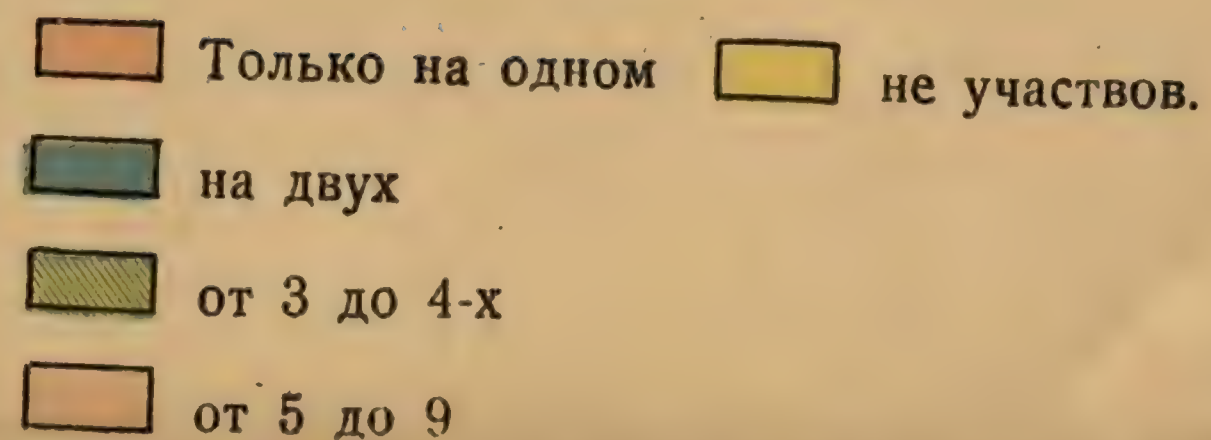 Только на одном
не участвов.
на двух
от 3 до 4-х
от 5 до 9